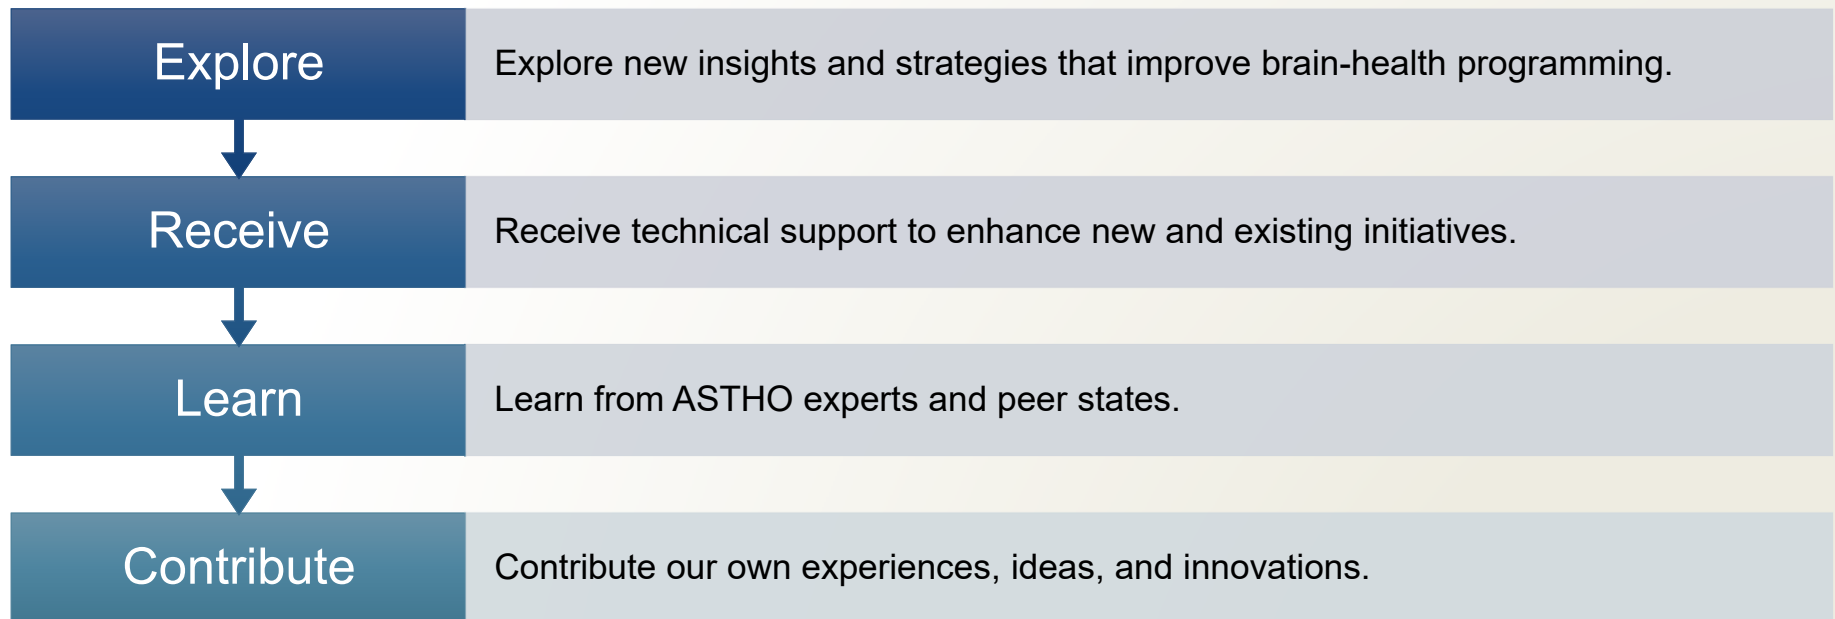 Explore
Explore new insights and strategies that improve brain-health programming.
Receive
Receive technical support to enhance new and existing initiatives.
Learn
Learn from ASTHO experts and peer states.
Contribute
Contribute our own experiences, ideas, and innovations.